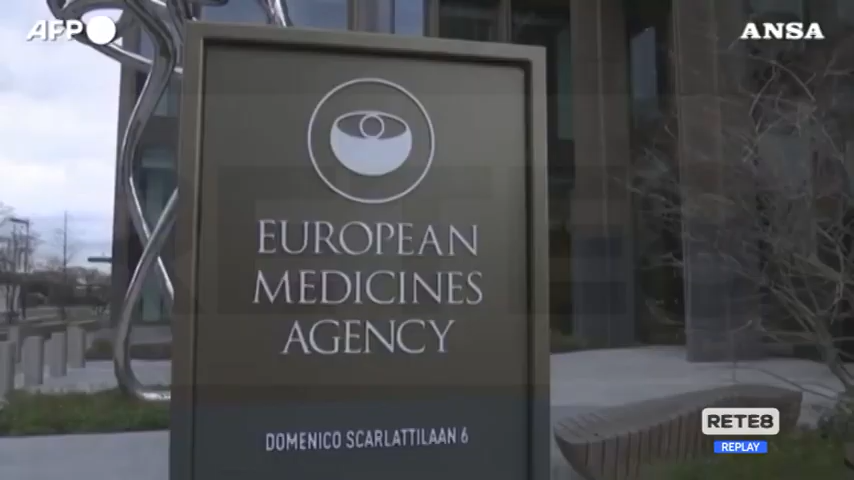 AFP
ANSA
EUROPEAN
MEDICINES
AGENCY
DOMENICO SCARLATTILAAN 6
RETE8
REPLAY